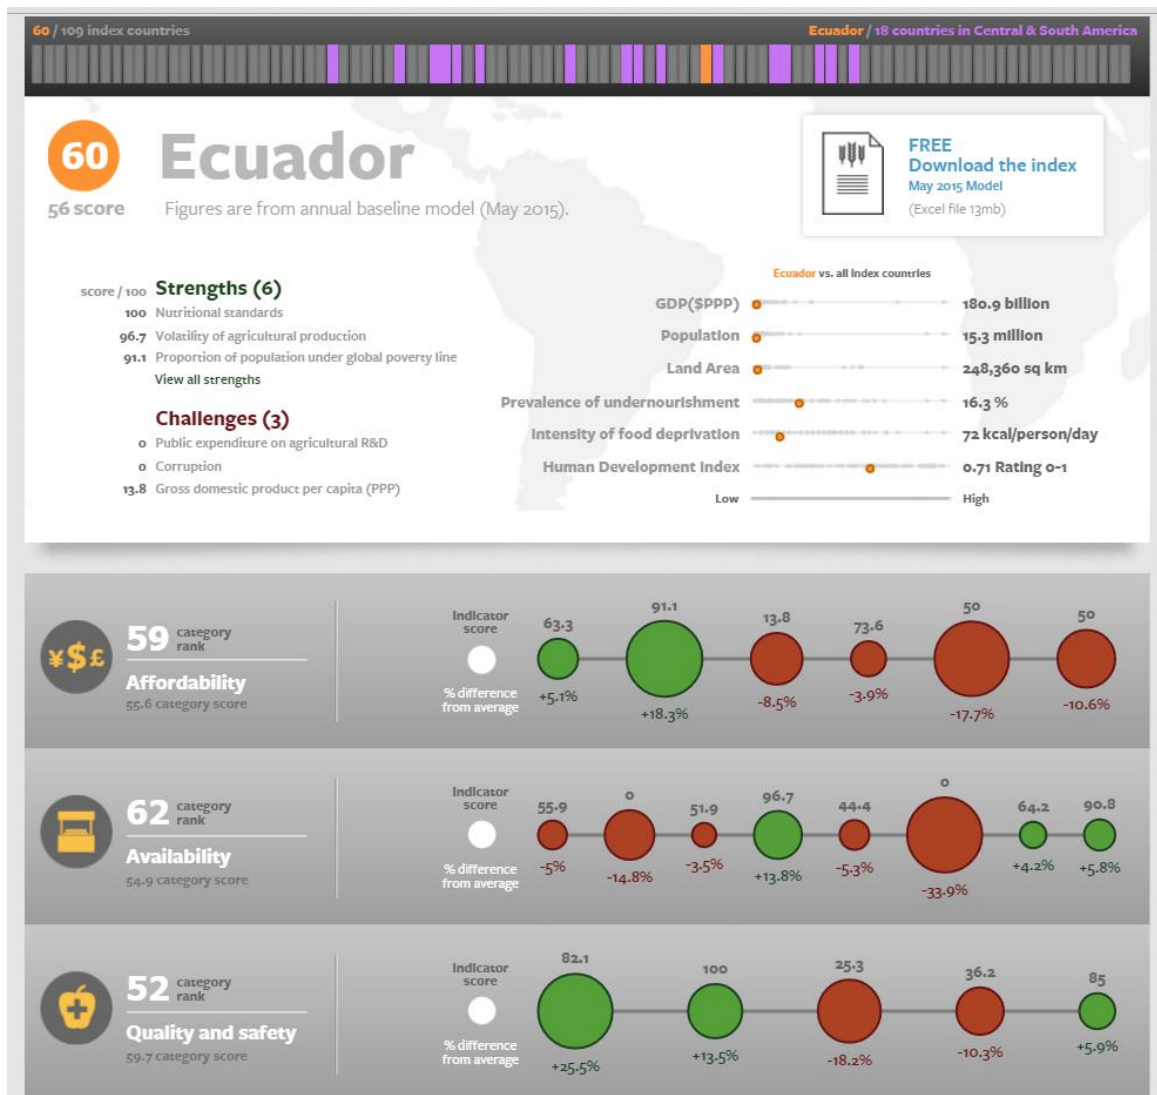 60 / 109 index countries
Ecuador / 18 countries in Central & South America
60
Ecuador
56 score
Figures are from annual baseline model (May 2015).
FREE
Download the index
May 2015 Model
(Excel file 13mb)
score / 100 Strengths (6)
100 Nutritional standards
96.7 Volatility of agricultural production
91.1 Proportion of population under global poverty line
View all strengths
Challenges (3)
0 Public expenditure on agricultural R&D
0 Corruption
13.8 Gross domestic product per capita (PPP)
Ecuador vs. all index countries
GDP($PPP) 180.9 billion
Population 15.3 million
Land Area 248,360 sq km
Prevalence of undernourishment 16.3 %
Intensity of food deprivation 72 kcal/person/day
Human Development Index 0.71 Rating 0-1
Low High
¥$£
59 category rank
Affordability
55.6 category score
Indicator
score
% difference
from average
63.3 91.1 13.8 73.6 50 50
+5.1% +18.3% -8.5% -3.9% -17.7% -10.6%
62 category rank
Availability
54.9 category score
Indicator
score
% difference
from average
55.9 0 51.9 96.7 44.4 0 64.2 90.8
-5% -14.8% -3.5% +13.8% -5.3% -33.9% +4.2% +5.8%
52 category rank
Quality and safety
59.7 category score
Indicator
score
% difference
from average
82.1 100 25.3 36.2 85
+25.5% +13.5% -18.2% -10.3% +5.9%